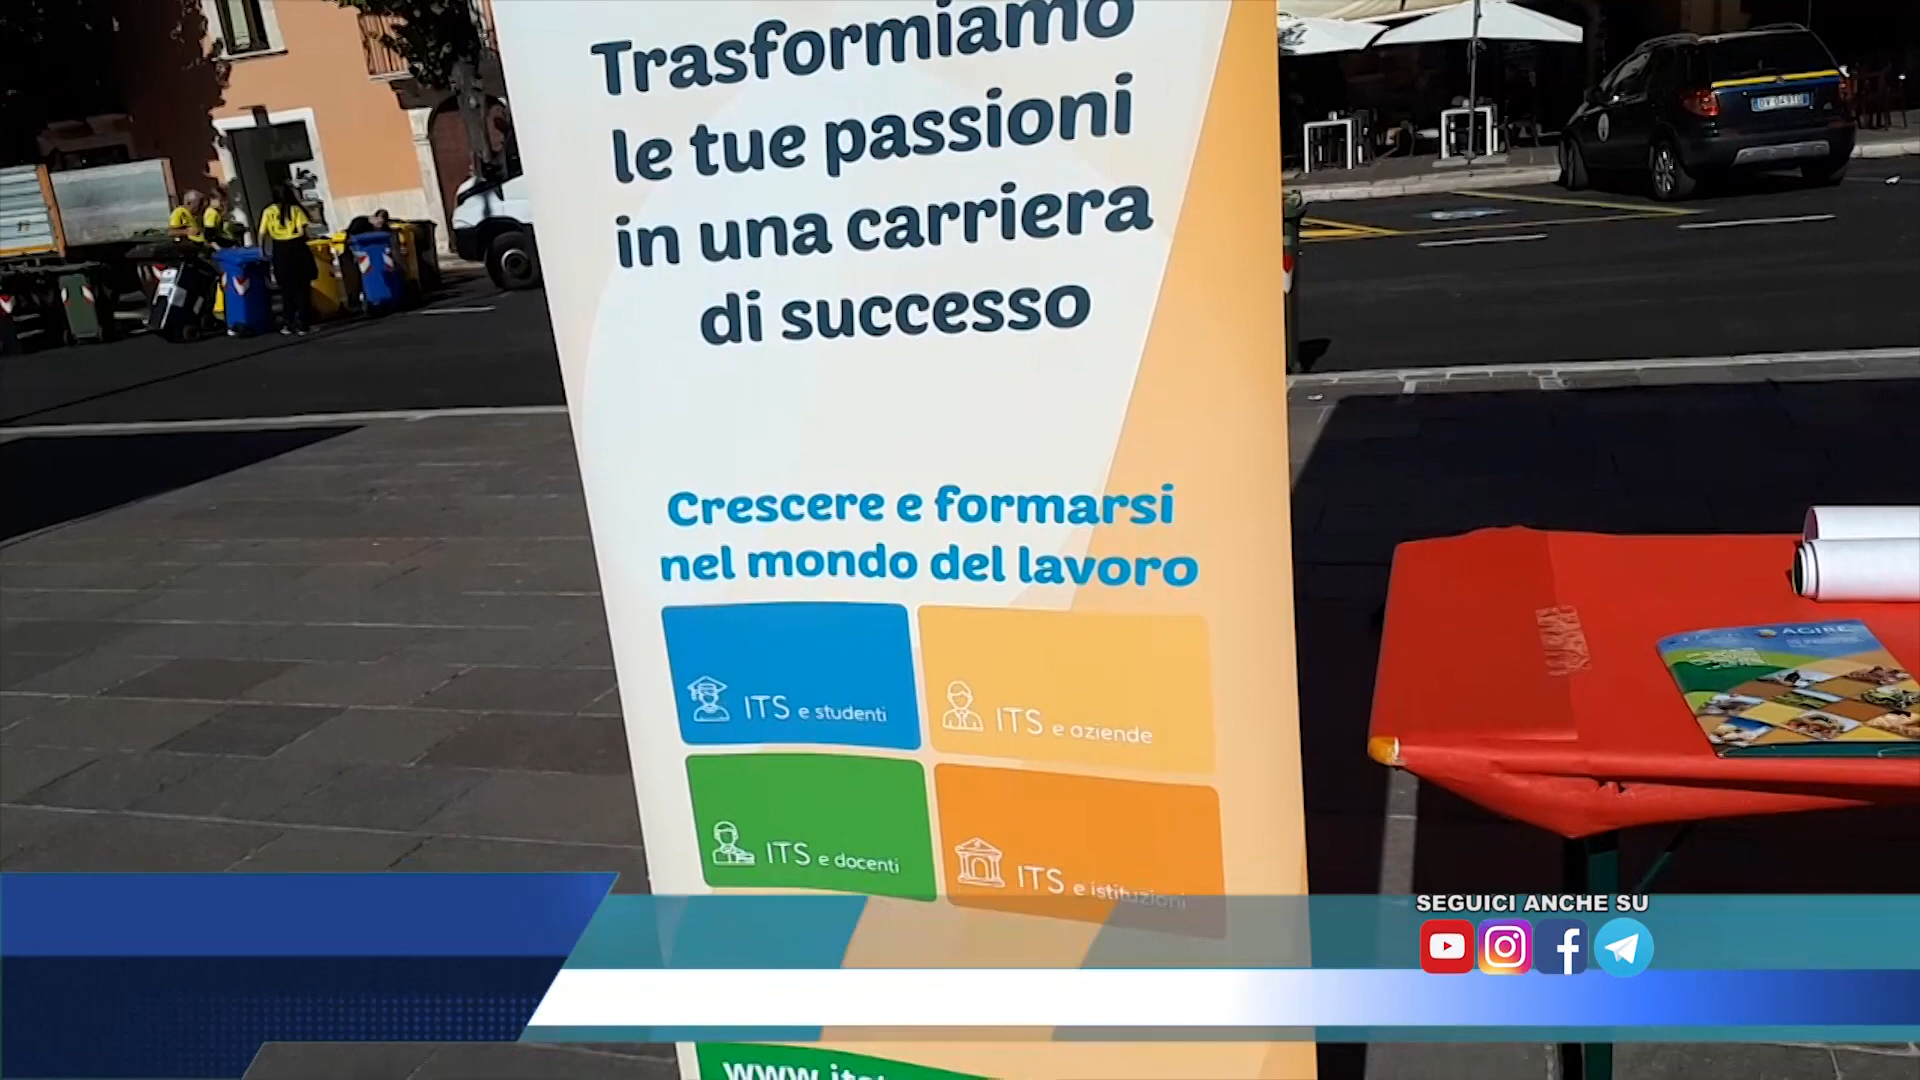 Trasformiamo
le tue passioni
in una carriera
di successo
Crescere e formarsi
nel mondo del lavoro
ITS e studenti
ITS e aziende
ITS e docenti
ITS e istituzioni
AGIRE
SEGUICI ANCHE SU